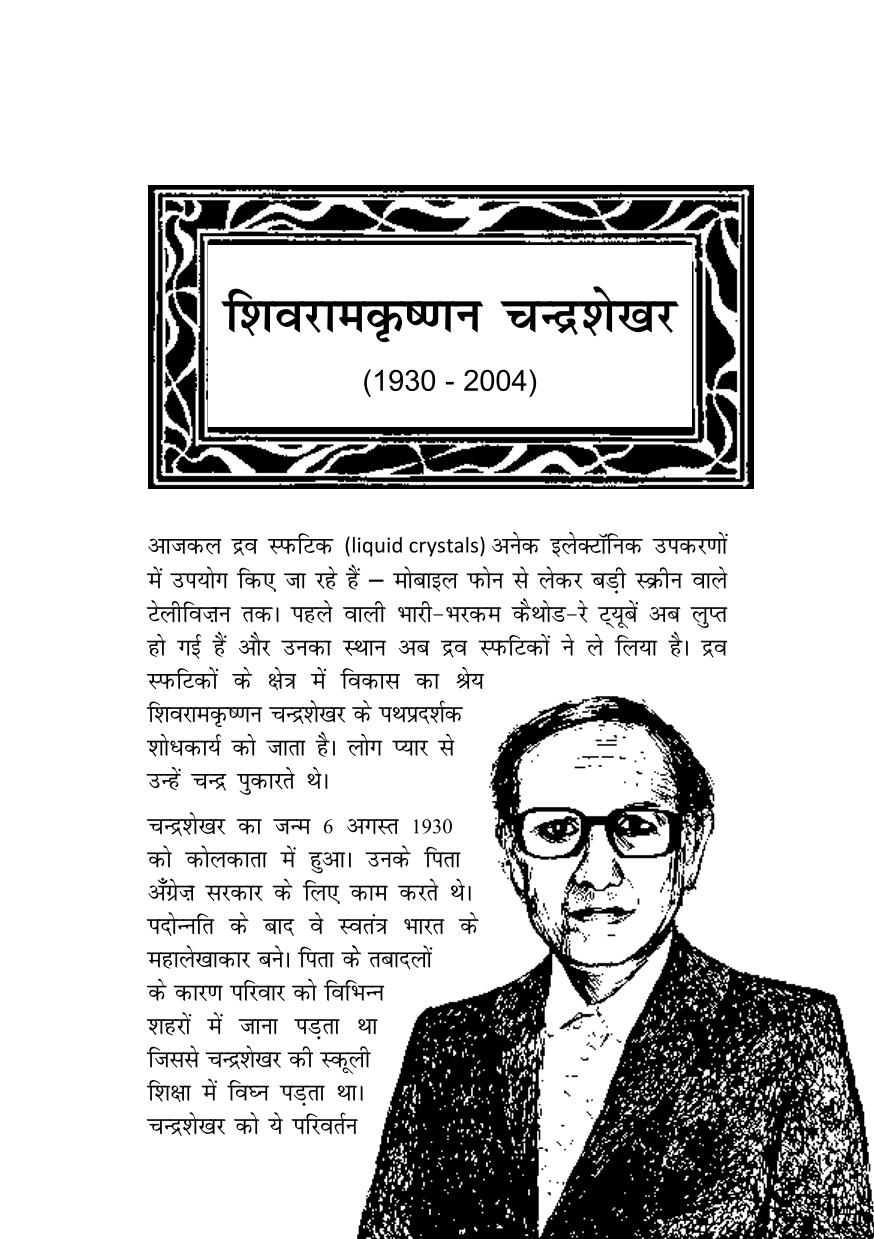 शिवरामकृष्णन चन्द्रशेखर
(1930 - 2004)
आजकल द्रव स्फटिक (liquid crystals) अनेक इलेक्टॉनिक उपकरणों
में उपयोग किए जा रहे हैं – मोबाइल फोन से लेकर बड़ी स्क्रीन वाले
टेलीविज़न तक। पहले वाली भारी-भरकम कैथोड-रे ट्यूबें अब लुप्त
हो गई हैं और उनका स्थान अब द्रव स्फटिकों ने ले लिया है। द्रव
स्फटिकों के क्षेत्र में विकास का श्रेय
शिवरामकृष्णन चन्द्रशेखर के पथप्रदर्शक
शोधकार्य को जाता है। लोग प्यार से
उन्हें चन्द्र पुकारते थे।
चन्द्रशेखर का जन्म 6 अगस्त 1930
को कोलकाता में हुआ। उनके पिता
अँग्रेज़ सरकार के लिए काम करते थे।
पदोन्नति के बाद वे स्वतंत्र भारत के
महालेखाकार बने। पिता के तबादलों
के कारण परिवार को विभिन्न
शहरों में जाना पड़ता था
जिससे चन्द्रशेखर की स्कूली
शिक्षा में विघ्न पड़ता था।
चन्द्रशेखर को ये परिवर्तन